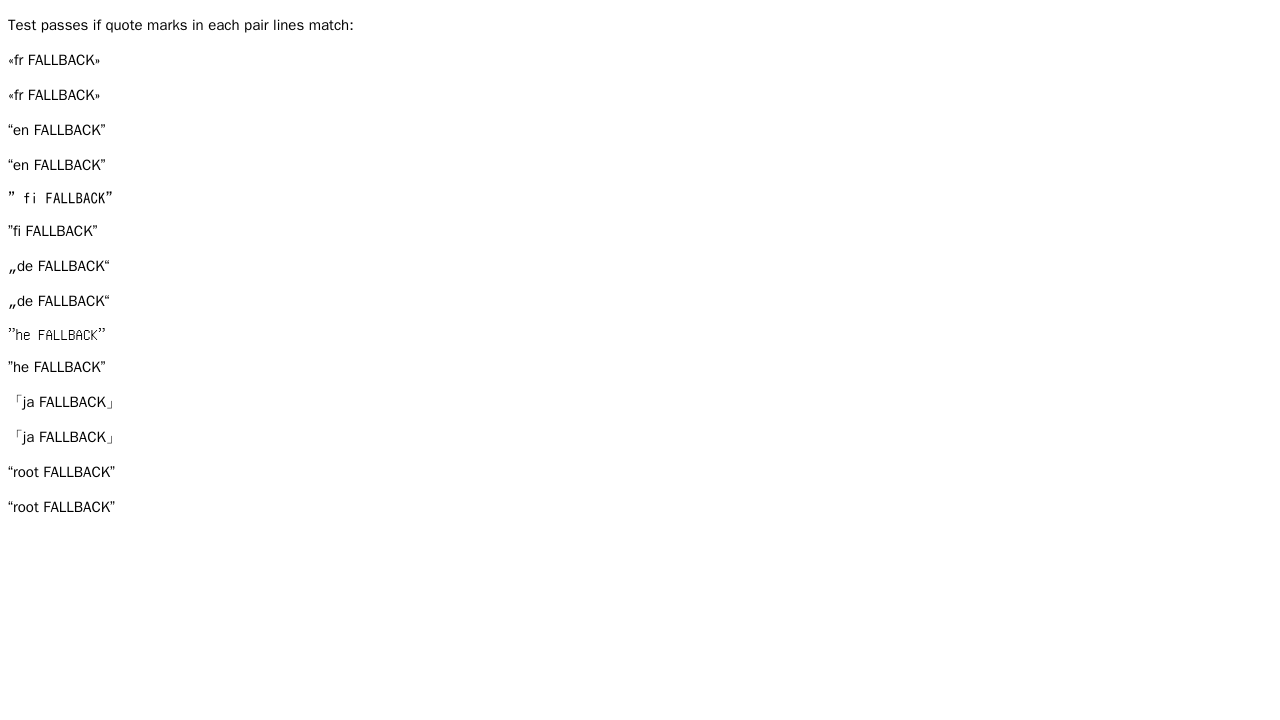 Test passes if quote marks in each pair lines match:
«fr FALLBACK»
«fr FALLBACK»
“en FALLBACK”
“en FALLBACK”
” fi FALLBACK”
”fi FALLBACK”
„de FALLBACK“
„de FALLBACK“
”he FALLBACK”
”he FALLBACK”
「ja FALLBACK」
「ja FALLBACK」
“root FALLBACK”
“root FALLBACK”